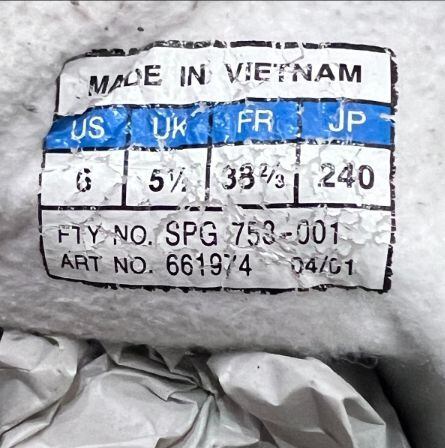 MADE IN VIETNAM
US UK FR JP
6 5½ 38⅔ 240
FTY NO. SPG 753-001
ART NO. 661974 04/01